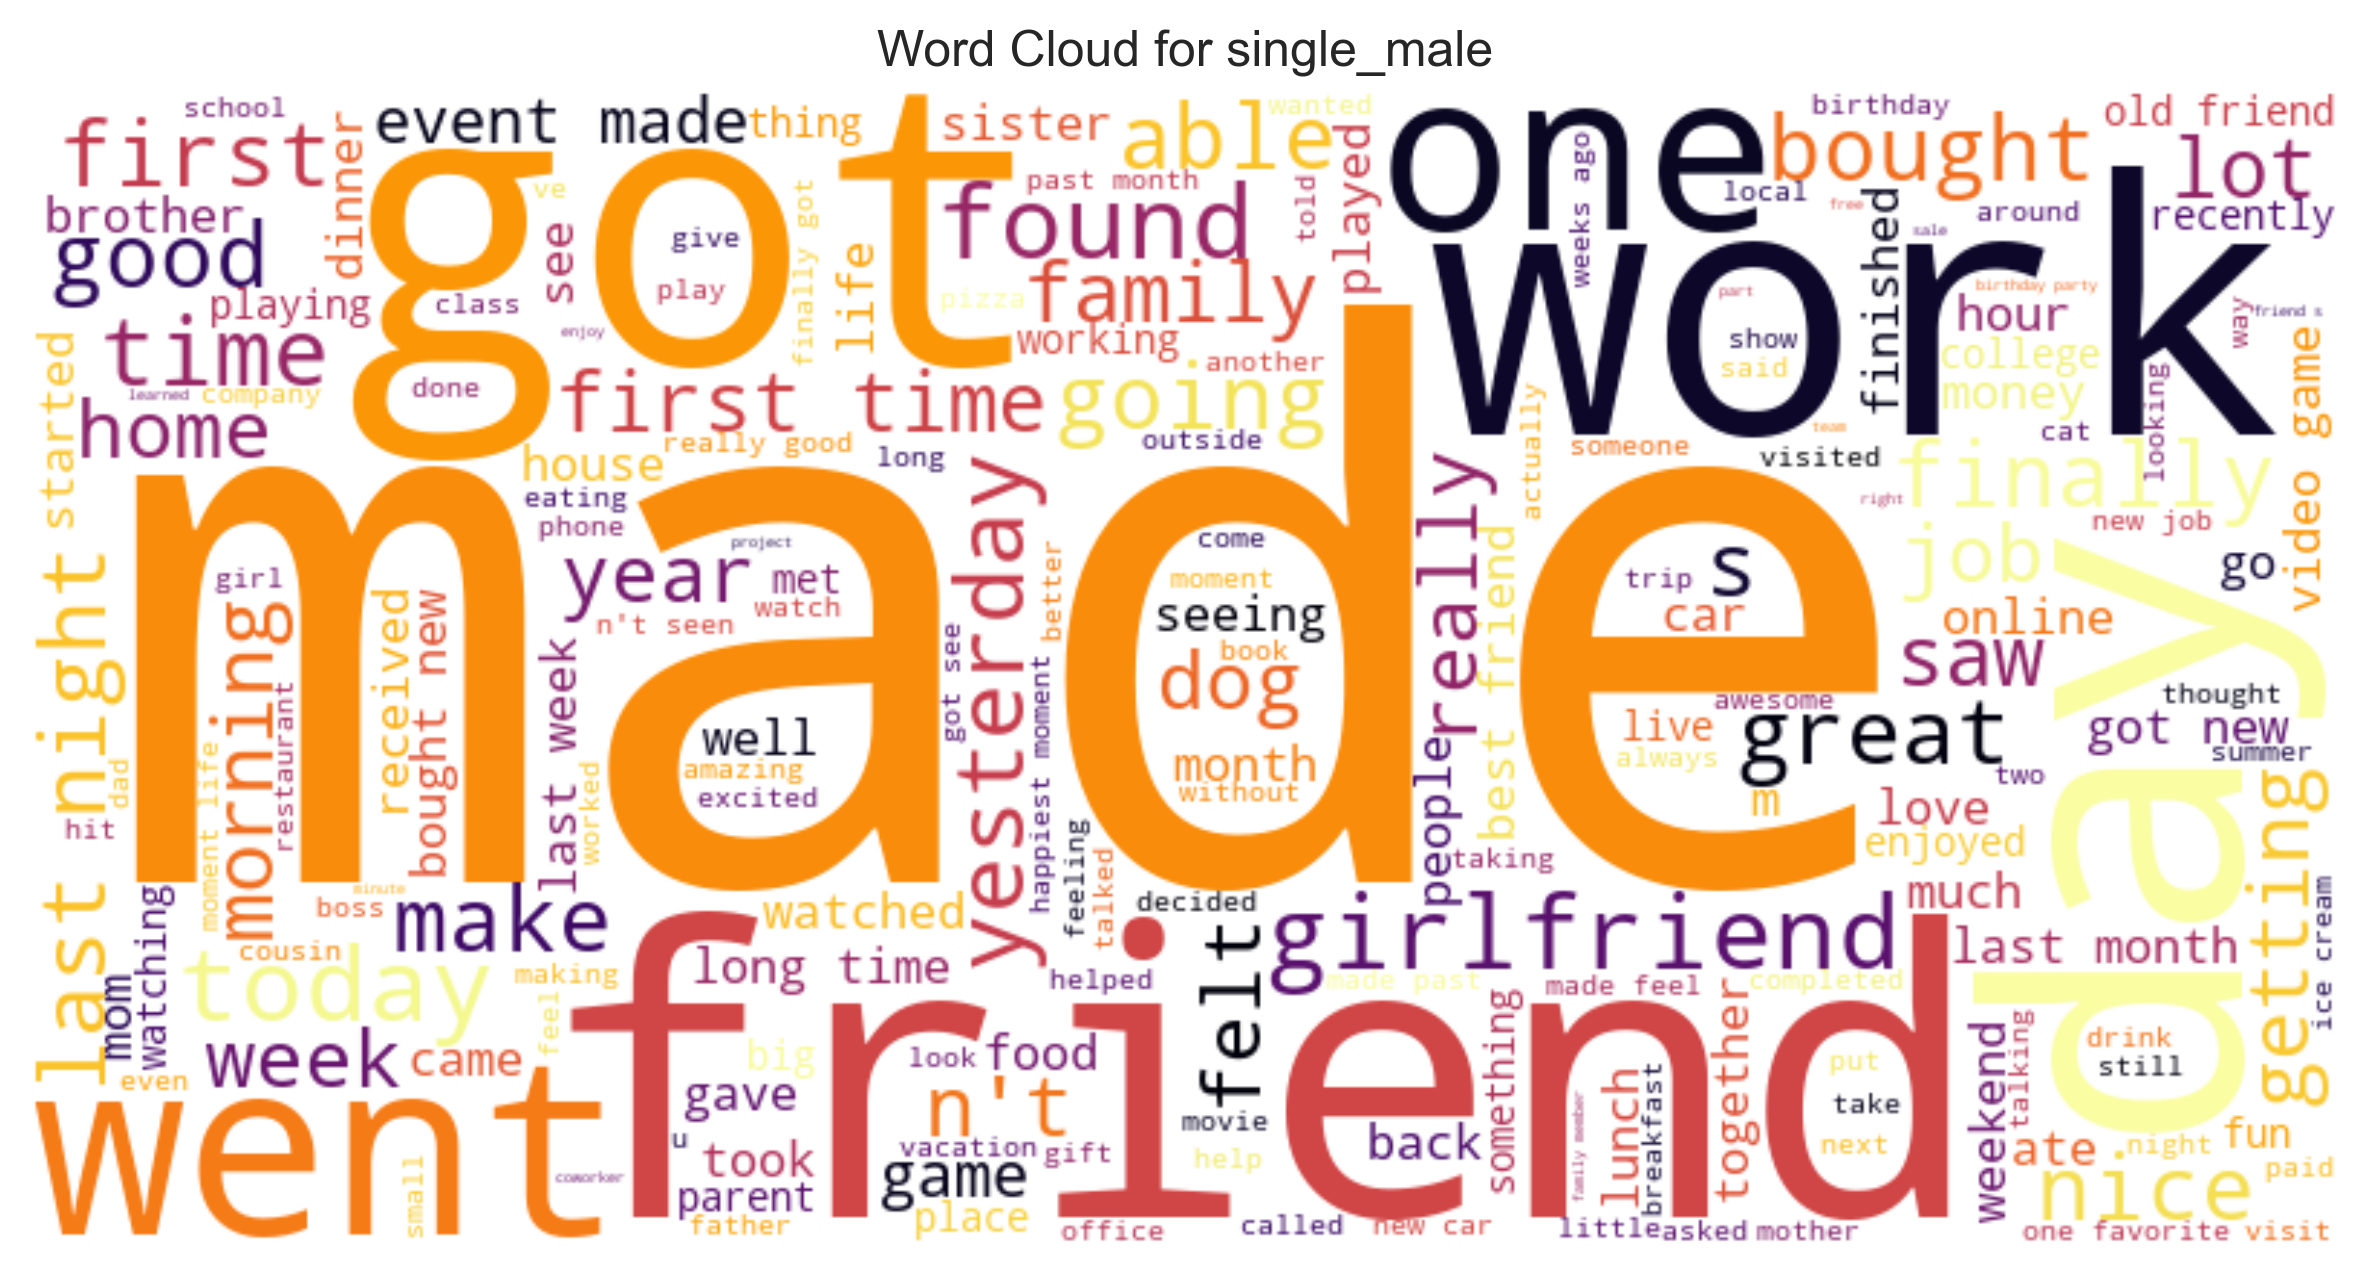 Word Cloud for single_male
school
first
event made
thing
sister
able
wanted
one
birthday
old friend
bought
lot
brother
good
dinner
got
ve
see
give
play
finally got
life
past month
found
told
played
weeks ago
local
free
around
recently
sale
finished
work
family
pizza
working
another
playing
class
enjoy
time
birthday party
part
hour
way
friend s
show
said
college
money
learned
company
done
first time
going
home
started
house
really good
long
outside
actually
someone
team
visited
cat
looking
video game
finally
right
new job
eating
phone
project
year
met
watch
n't seen
yesterday
better
come
moment
seeing
book
dog
month
without
really
best friend
trip
s
car
job
go
online
made
girl
morning
received
bought new
last week
last night
restaurant
moment life
dad
hit
well
amazing
excited
worked
got see
happiest moment
feeling
talked
people
taking
awesome
live
always
great
m
saw
thought
got new
summer
two
love
enjoyed
day
getting
minute
boss
make
watched
cousin
mom
watching
today
making
long time
helped
decided
felt
girlfriend
much
last month
ice cream
made past
made feel
completed
something
together
week
came
even
feel
big
look
food
friend
went
gave
n't
u
took
vacation
gift
game
parent
father
place
small
coworker
movie
help
back
office
called
new car
family member
lunch
breakfast
little
asked
mother
put
take
next
weekend
talking
drink
still
ate
night
fun
nice
paid
one favorite
visit